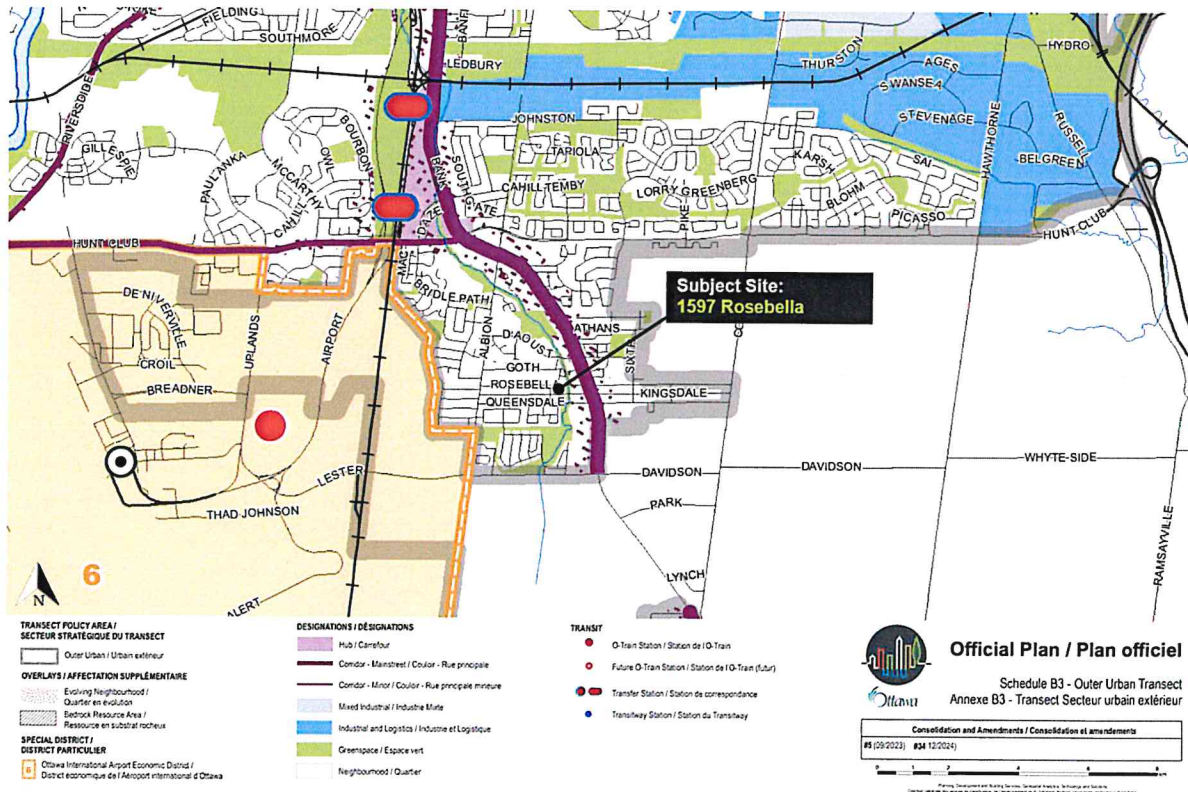 FIELDING
SOUTHMORE
BANK
LEDBURY
THURSTON
HYDRO
AGES
SWANSEA
STEVENAGE
HAWTHORNE
RUSSELL
BELGREEN
RIVERSIDE
GILLESPIE
PAUL ANKA
MCCARTHY
OWL
BOURBON
CAHILL
JOHNSTON
TARIOLA
SOUTHGATE
CAHILL TEMBY
LORRY GREENBERG
PIKE
KARSH
SAI
BLOHM
PICASSO
HUNT CLUB
HUNT CLUB
DAZE
MAC
BRIDLE PATH
ALBION
D'AOUST
ATHANS
Subject Site:
1597 Rosebella
DE NIVERVILLE
UPLANDS
AIRPORT
GOTH
CROIL
ROSEBELL
SIXTH
CO
BREADNER
QUEENSDALE
KINGSDALE
LESTER
DAVIDSON
DAVIDSON
WHYTE-SIDE
THAD JOHNSON
PARK
RAMSAYVILLE
LYNCH
ALERT
6
N
TRANSECT POLICY AREA /
SECTEUR STRATÉGIQUE DU TRANSECT
Outer Urban / Urbain extérieur
OVERLAYS / AFFECTATION SUPPLÉMENTAIRE
Evolving Neighbourhood /
Quartier en évolution
Bedrock Resource Area /
Ressource en substrat rocheux
SPECIAL DISTRICT /
DISTRICT PARTICULIER
6
Ottawa International Airport Economic District /
District économique de l'Aéroport international d'Ottawa
DESIGNATIONS / DÉSIGNATIONS
Hub / Carrefour
Corridor - Mainstreet / Couloir - Rue principale
Corridor - Minor / Couloir - Rue principale mineure
Mixed Industrial / Industrie Mixte
Industrial and Logistics / Industrie et Logistique
Greenspace / Espace vert
Neighbourhood / Quartier
TRANSIT
O-Train Station / Station de l'O-Train
Future O-Train Station / Station de l'O-Train (futur)
Transfer Station / Station de correspondance
Transitway Station / Station du Transitway
Ottawa
Official Plan / Plan officiel
Schedule B3 - Outer Urban Transect
Annexe B3 - Transect Secteur urbain extérieur
Consolidation and Amendments / Consolidation et amendements
#5 (09/2023) #34 12/2024)